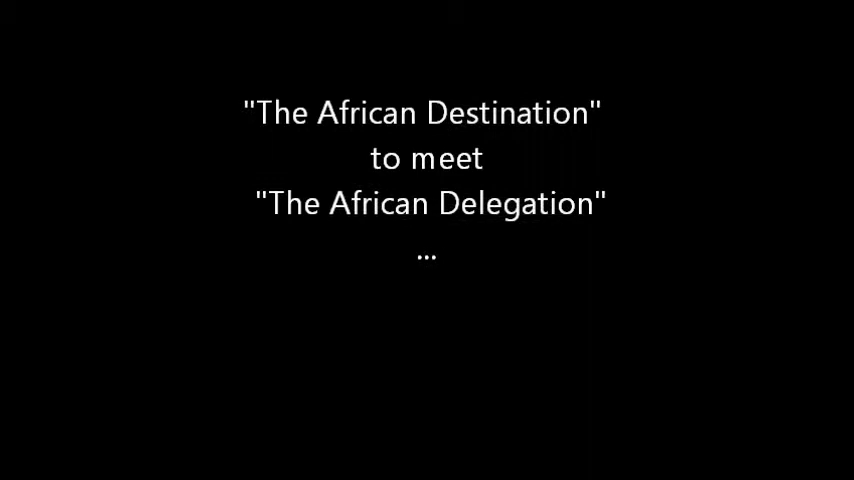 "The African Destination"
to meet
"The African Delegation"
...